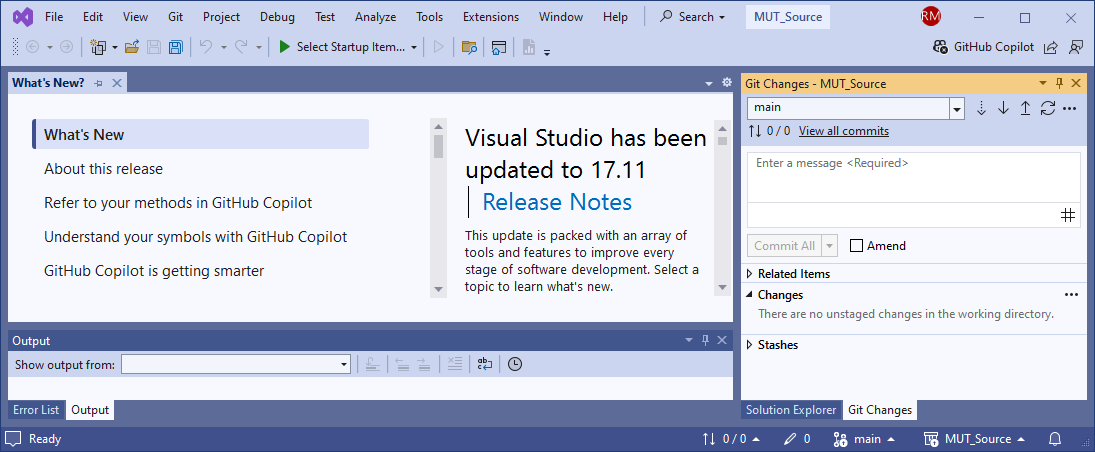 File Edit View Git Project Debug Test Analyze Tools Extensions Window Help Search MUT_Source RM
Select Startup Item... GitHub Copilot
What's New?
What's New
About this release
Refer to your methods in GitHub Copilot
Understand your symbols with GitHub Copilot
GitHub Copilot is getting smarter
Visual Studio has been
updated to 17.11
Release Notes
This update is packed with an array of
tools and features to improve every
stage of software development. Select a
topic to learn what's new.
Output
Show output from:
Error List Output
Git Changes - MUT_Source
main
0 / 0 View all commits
Enter a message <Required>
Commit All Amend
Related Items
Changes
There are no unstaged changes in the working directory.
Stashes
Solution Explorer Git Changes
Ready 0 / 0 0 main MUT_Source